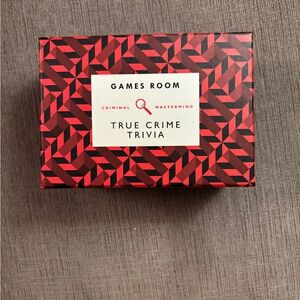 GAMES ROOM
CRIMINAL MASTERMIND
TRUE CRIME
TRIVIA